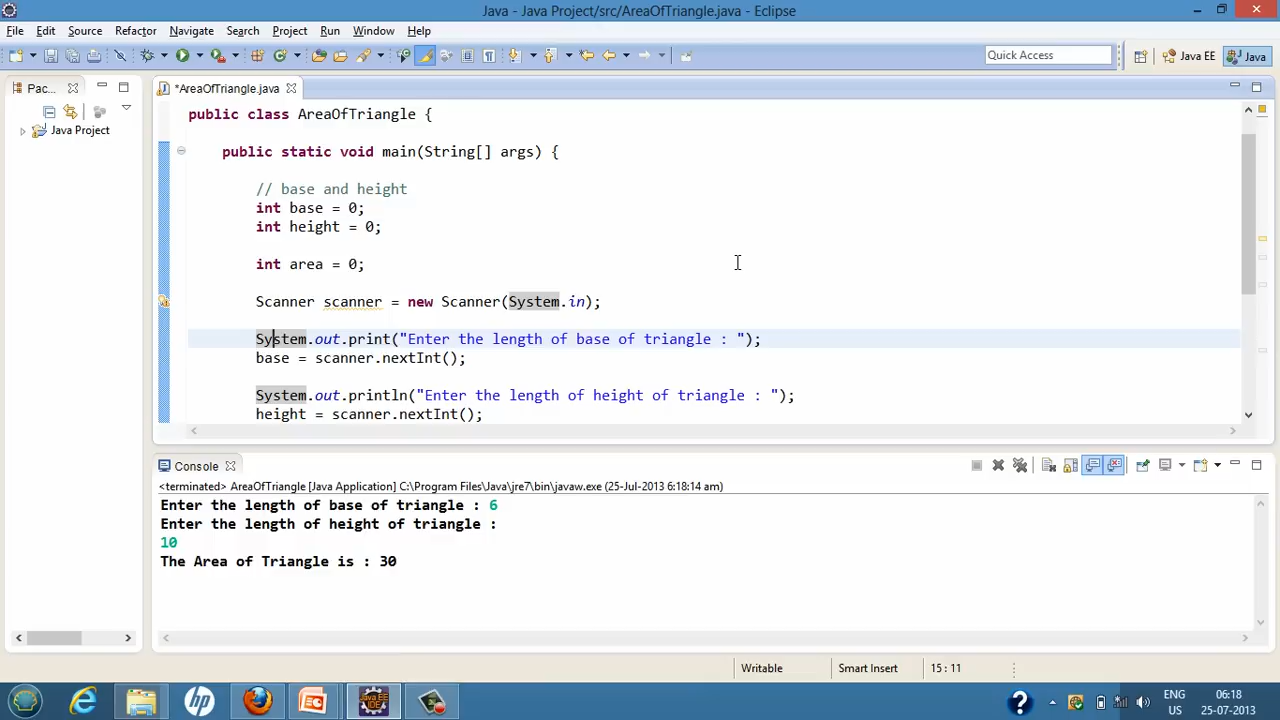 Java - Java Project/src/AreaOfTriangle.java - Eclipse
File Edit Source Refactor Navigate Search Project Run Window Help
Quick Access
Java EE
Java
Pac...
*AreaOfTriangle.java
Java Project
public class AreaOfTriangle {
public static void main(String[] args) {
// base and height
int base = 0;
int height = 0;
int area = 0;
Scanner scanner = new Scanner(System.in);
System.out.print("Enter the length of base of triangle : ");
base = scanner.nextInt();
System.out.println("Enter the length of height of triangle : ");
height = scanner.nextInt();
Console
<terminated> AreaOfTriangle [Java Application] C:\Program Files\Java\jre7\bin\javaw.exe (25-Jul-2013 6:18:14 am)
Enter the length of base of triangle : 6
Enter the length of height of triangle :
10
The Area of Triangle is : 30
Writable
Smart Insert
15 : 11
hp
Java EE
IDE
ENG
US
06:18
25-07-2013